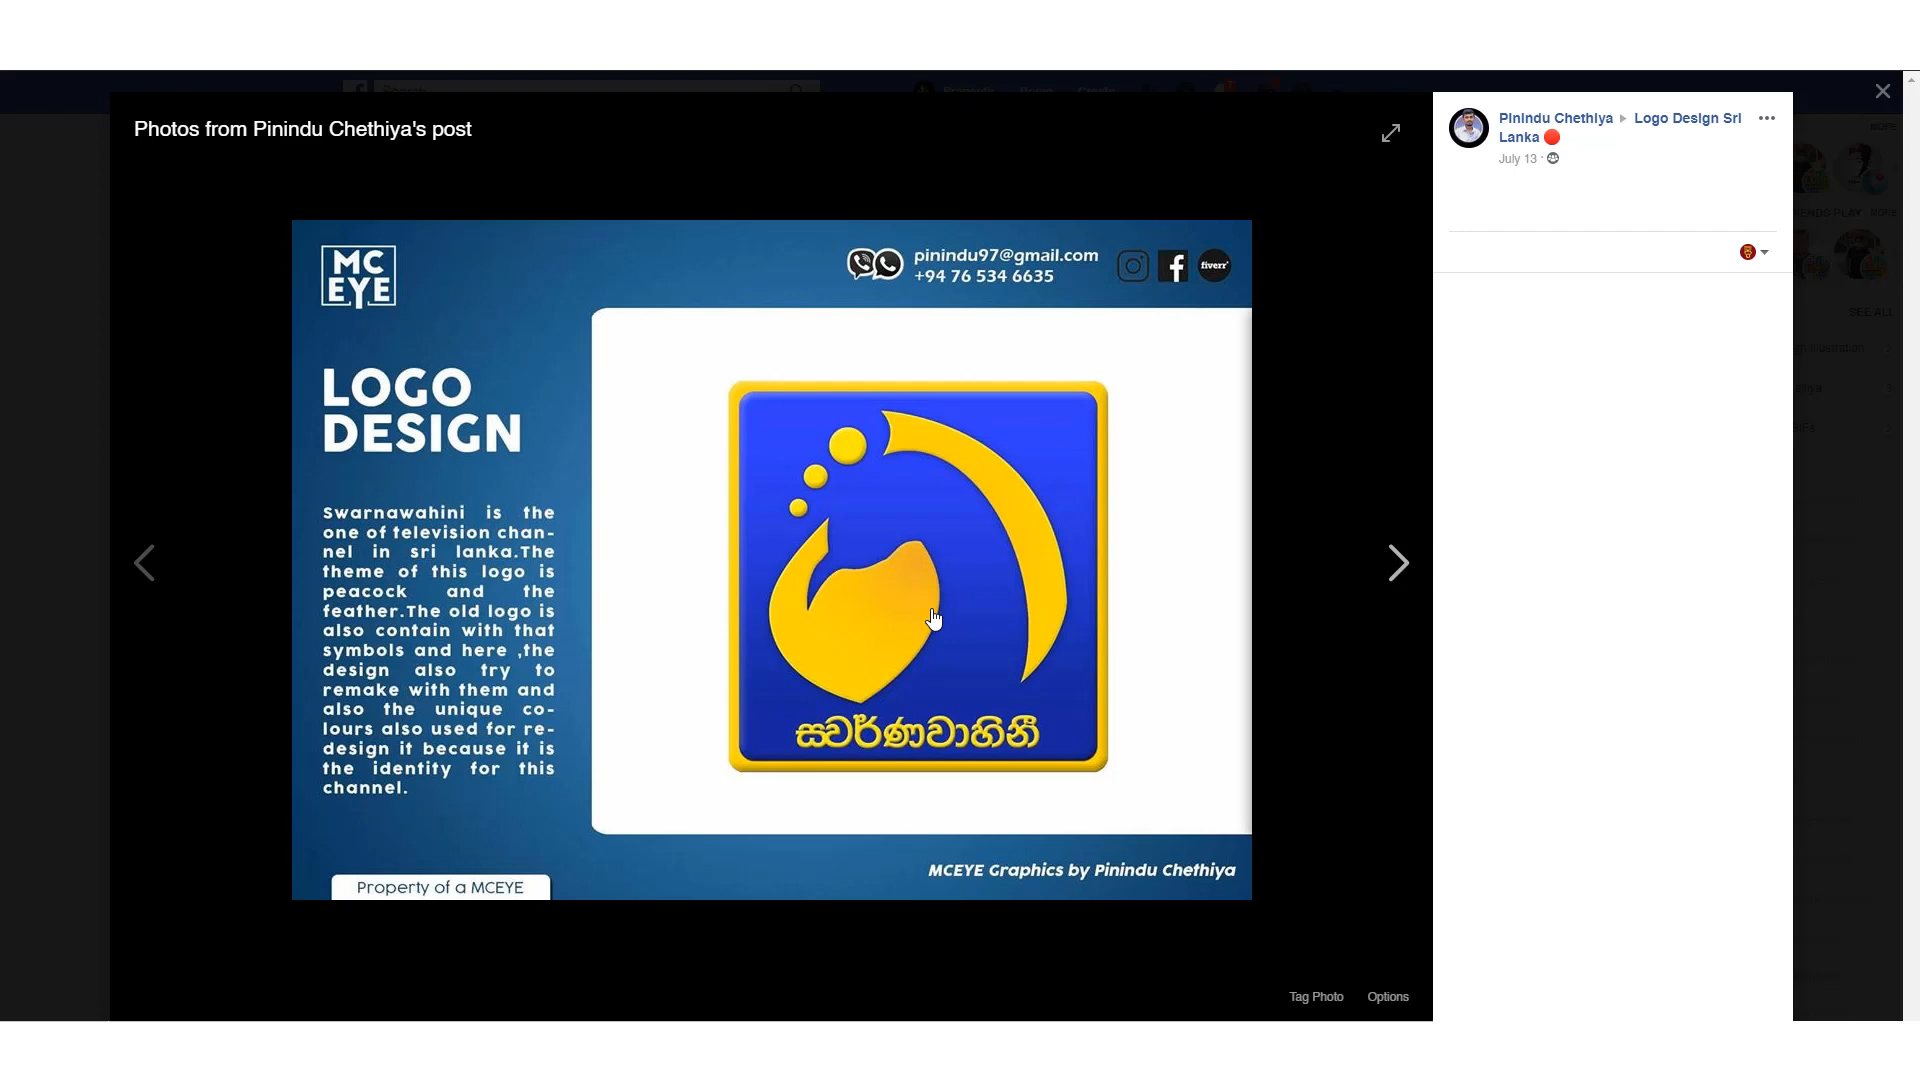 Photos from Pinindu Chethiya's post
MC
EYE
pinindu97@gmail.com
+94 76 534 6635
fiverr
LOGO
DESIGN
Swarnawahini is the
one of television chan-
nel in sri lanka.The
theme of this logo is
peacock and the
feather.The old logo is
also contain with that
symbols and here ,the
design also try to
remake with them and
also the unique co-
lours also used for re-
design it because it is
the identity for this
channel.
ස්වර්ණවාහිනී
MCEYE Graphics by Pinindu Chethiya
Property of a MCEYE
Tag Photo Options
Pinindu Chethiya Logo Design Sri
Lanka
July 13 ·
SEE ALL